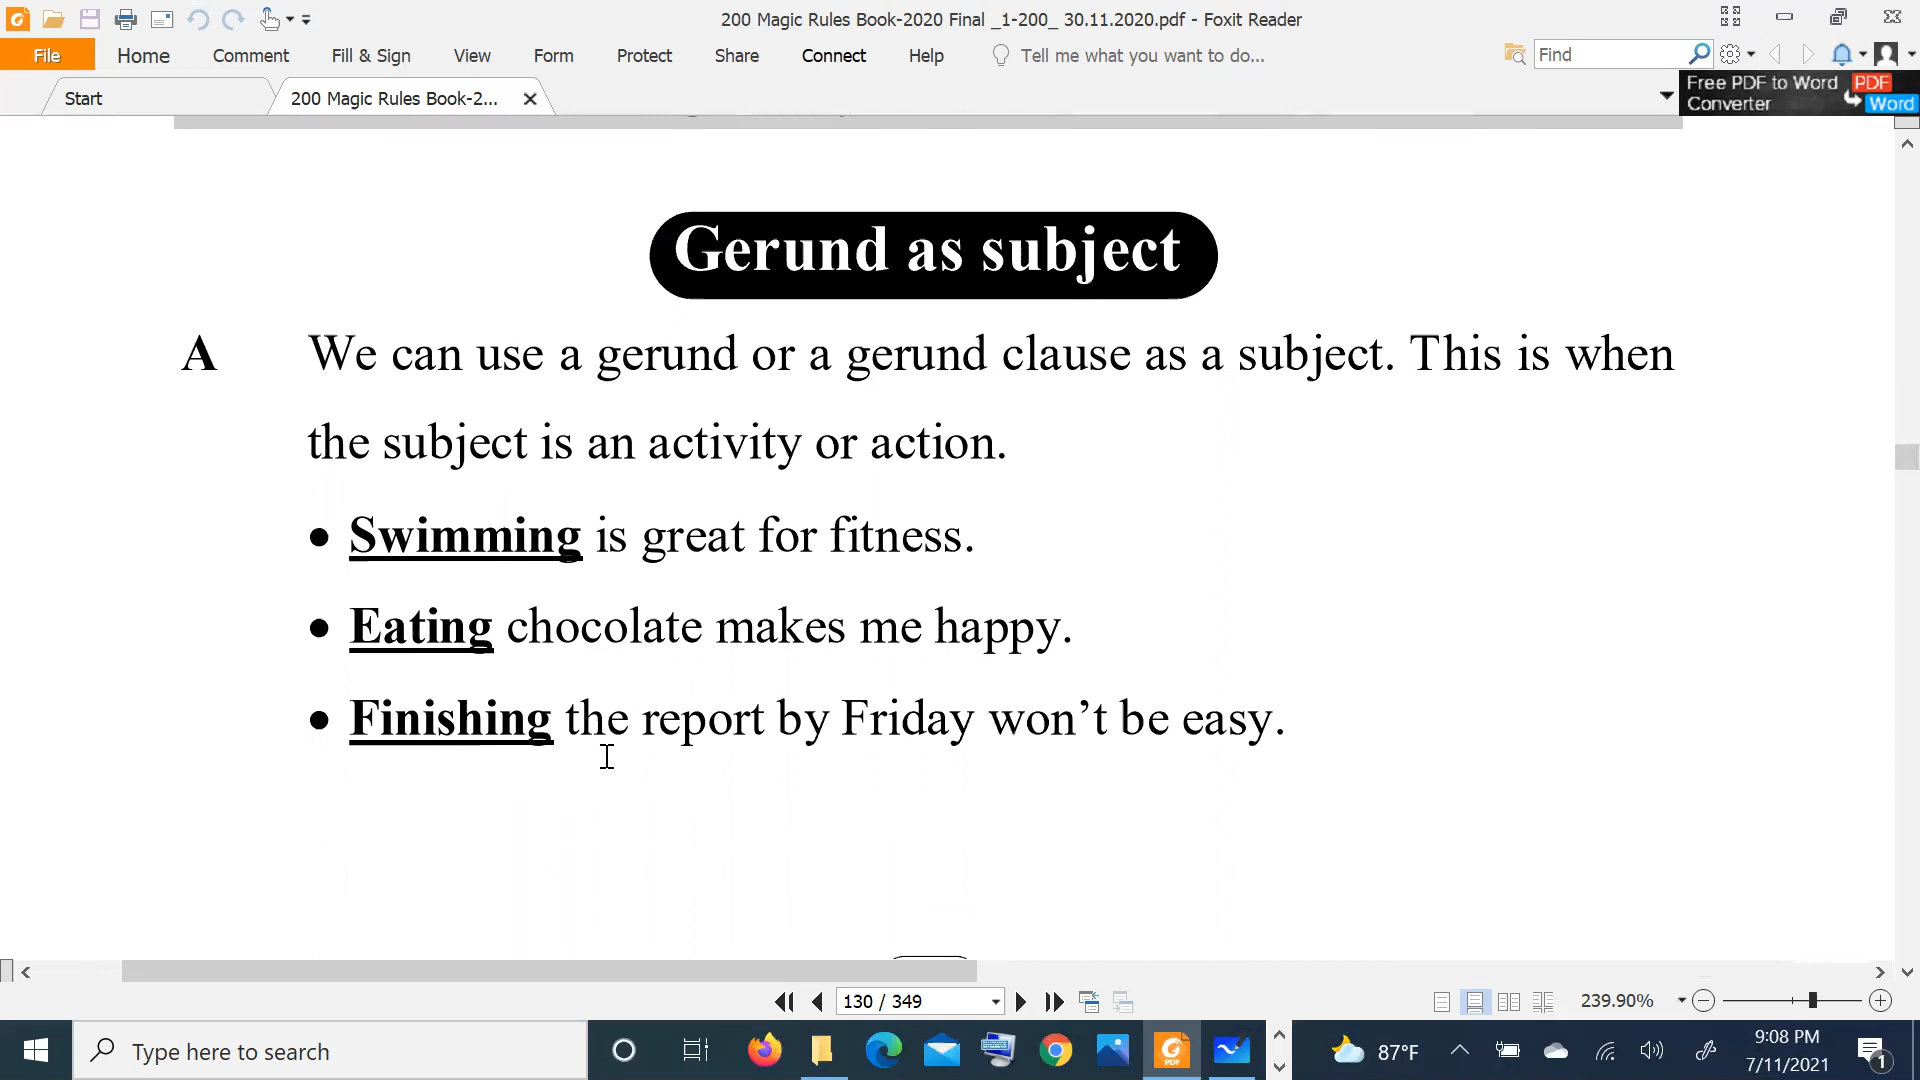 200 Magic Rules Book-2020 Final _1-200_ 30.11.2020.pdf - Foxit Reader
File Home Comment Fill & Sign View Form Protect Share Connect Help Tell me what you want to do... Find
Start 200 Magic Rules Book-2...
Free PDF to Word PDF
Converter Word
Gerund as subject
A We can use a gerund or a gerund clause as a subject. This is when
the subject is an activity or action.
• Swimming is great for fitness.
• Eating chocolate makes me happy.
• Finishing the report by Friday won’t be easy.
130 / 349 239.90%
Type here to search 87°F 9:08 PM
7/11/2021 1